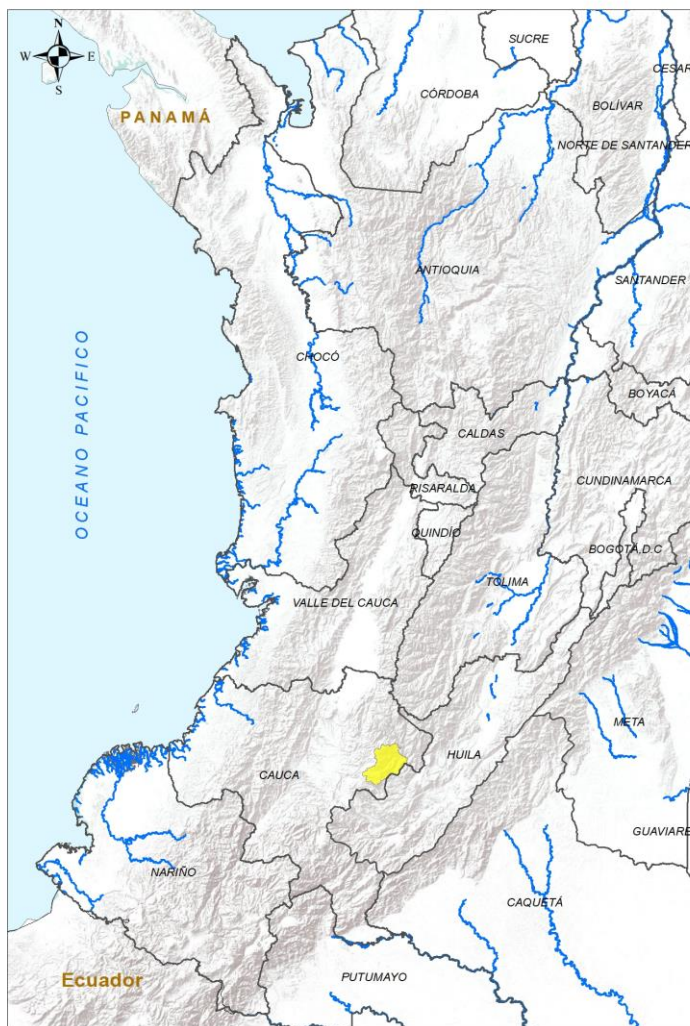 N
W E
S
SUCRE
CESAR
CÓRDOBA
BOLÍVAR
PANAMÁ
NORTE DE SANTANDER
ANTIOQUIA
SANTANDER
OCEANO PACIFICO
CHOCÓ
BOYACÁ
CALDAS
CUNDINAMARCA
RISARALDA
QUINDÍO
BOGOTÁ.D.C
TOLIMA
VALLE DEL CAUCA
META
HUILA
CAUCA
GUAVIARE
NARIÑO
CAQUETÁ
Ecuador
PUTUMAYO